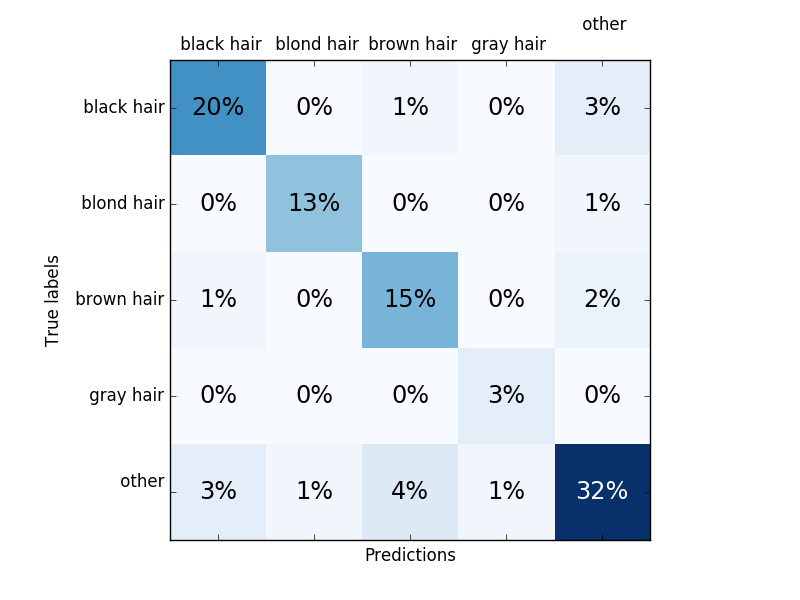 other
black hair blond hair brown hair gray hair
black hair 20% 0% 1% 0% 3%
blond hair 0% 13% 0% 0% 1%
brown hair 1% 0% 15% 0% 2%
gray hair 0% 0% 0% 3% 0%
other 3% 1% 4% 1% 32%
True labels
Predictions